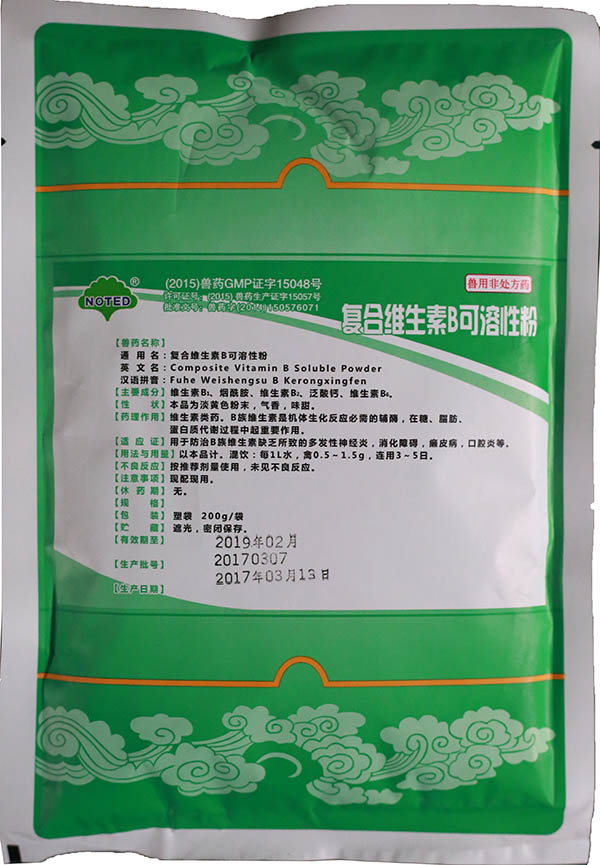 NOTED
®
(2015)兽药GMP证字15048号
许可证号:(2015)兽药生产证字15057号
批准文号:兽药字(2015)150576071
兽用非处方药
复合维生素B可溶性粉
【兽药名称】
通用名:复合维生素B可溶性粉
英文名:Composite Vitamin B Soluble Powder
汉语拼音:Fuhe Weishengsu B Kerongxingfen
【主要成分】维生素B₁、烟酰胺、维生素B₂、泛酸钙、维生素B₆。
【性状】本品为淡黄色粉末,气香,味甜。
【药理作用】维生素类药。B族维生素是机体生化反应必需的辅酶,在糖、脂肪、
蛋白质代谢过程中起重要作用。
【适应证】用于防治B族维生素缺乏所致的多发性神经炎,消化障碍,癞皮病,口腔炎等。
【用法与用量】以本品计。混饮:每1L水,禽0.5~1.5g,连用3~5日。
【不良反应】按推荐剂量使用,未见不良反应。
【注意事项】现配现用。
【休药期】无。
【规格】
【包装】塑袋 200g/袋
【贮藏】遮光,密闭保存。
【有效期至】2019年02月
【生产批号】20170307
【生产日期】2017年03月13日